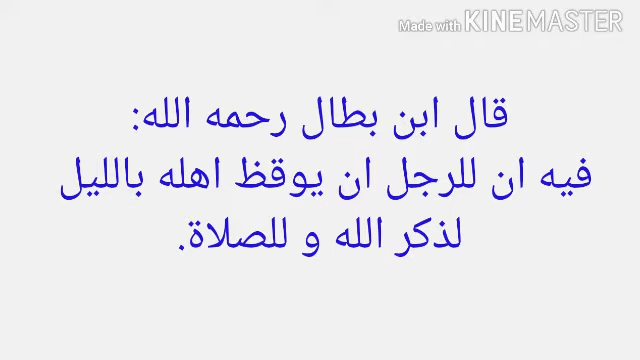 Made with KINEMASTER
قال ابن بطال رحمه الله:
فيه ان للرجل ان يوقظ اهله بالليل
لذكر الله و للصلاة.